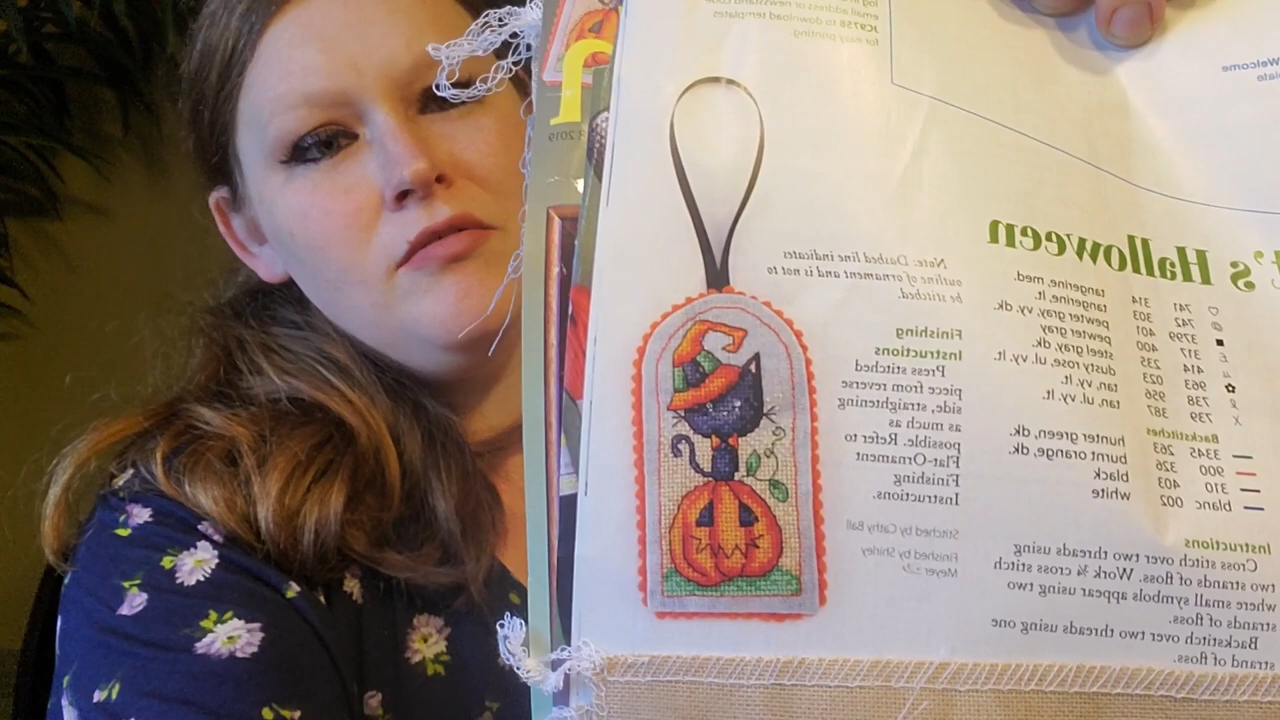 email address or newsstand code
JC9758 to download templates
for easy printing.
R 2019
Welcome
t's Halloween
741 314 tangerine, med.
742 303 tangerine, lt.
3799 401 pewter gray, vy. dk.
317 400 pewter gray
414 235 steel gray, dk.
963 023 dusty rose, ul. vy. lt.
738 956 tan, vy. lt.
739 387 tan, ul. vy. lt.
Backstitches
3345 263 hunter green, dk.
900 326 burnt orange, dk.
310 403 black
blanc 002 white
Instructions
Cross stitch over two threads using
two strands of floss. Work ¾ cross stitch
where small symbols appear using two
strands of floss.
Backstitch over two threads using one
strand of floss.
Note: Dashed line indicates
outline of ornament and is not to
be stitched.
Finishing
Instructions
Press stitched
piece from reverse
side, straightening
as much as
possible. Refer to
Flat-Ornament
Finishing
Instructions.
Stitched by Cathy Ball
Finished by Shirley
Meyer